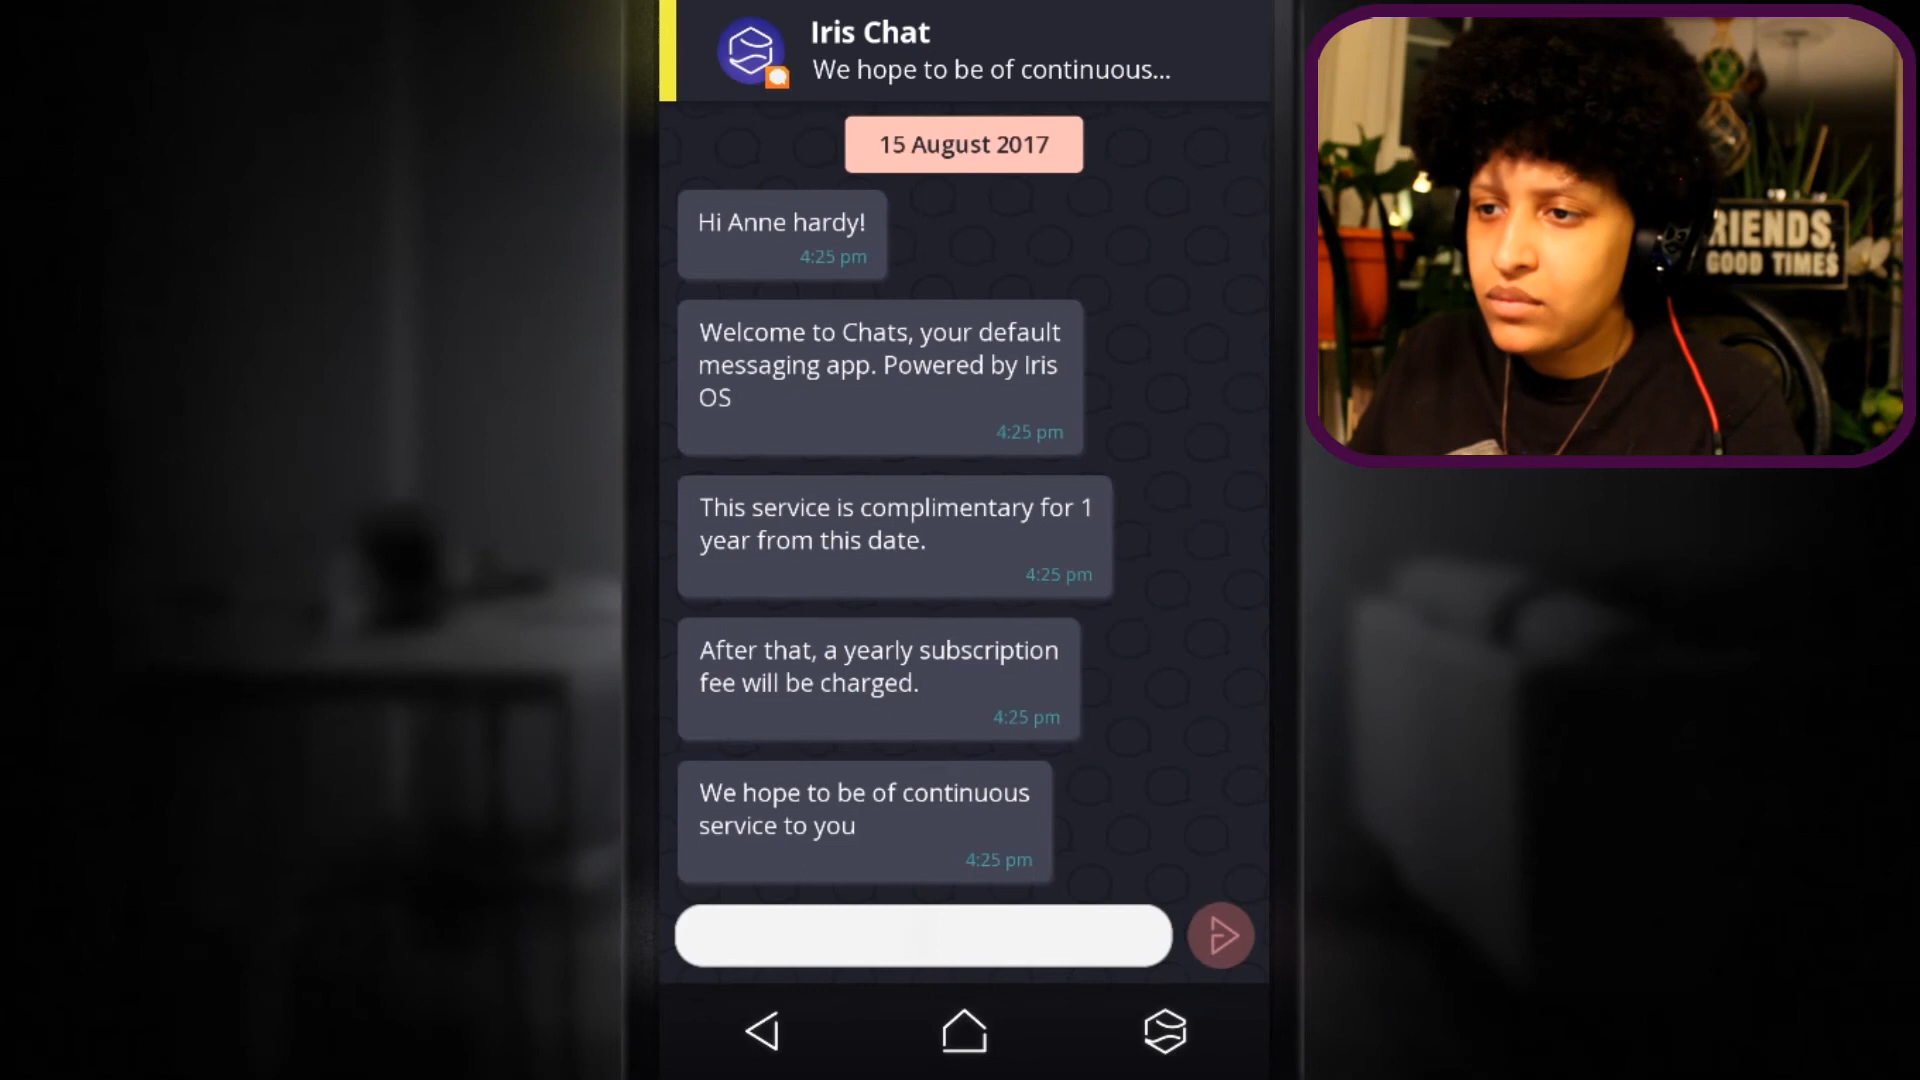 Iris Chat
We hope to be of continuous...
15 August 2017
Hi Anne hardy!
4:25 pm
Welcome to Chats, your default
messaging app. Powered by Iris
OS
4:25 pm
This service is complimentary for 1
year from this date.
4:25 pm
After that, a yearly subscription
fee will be charged.
4:25 pm
We hope to be of continuous
service to you
4:25 pm
RIENDS,
GOOD TIMES